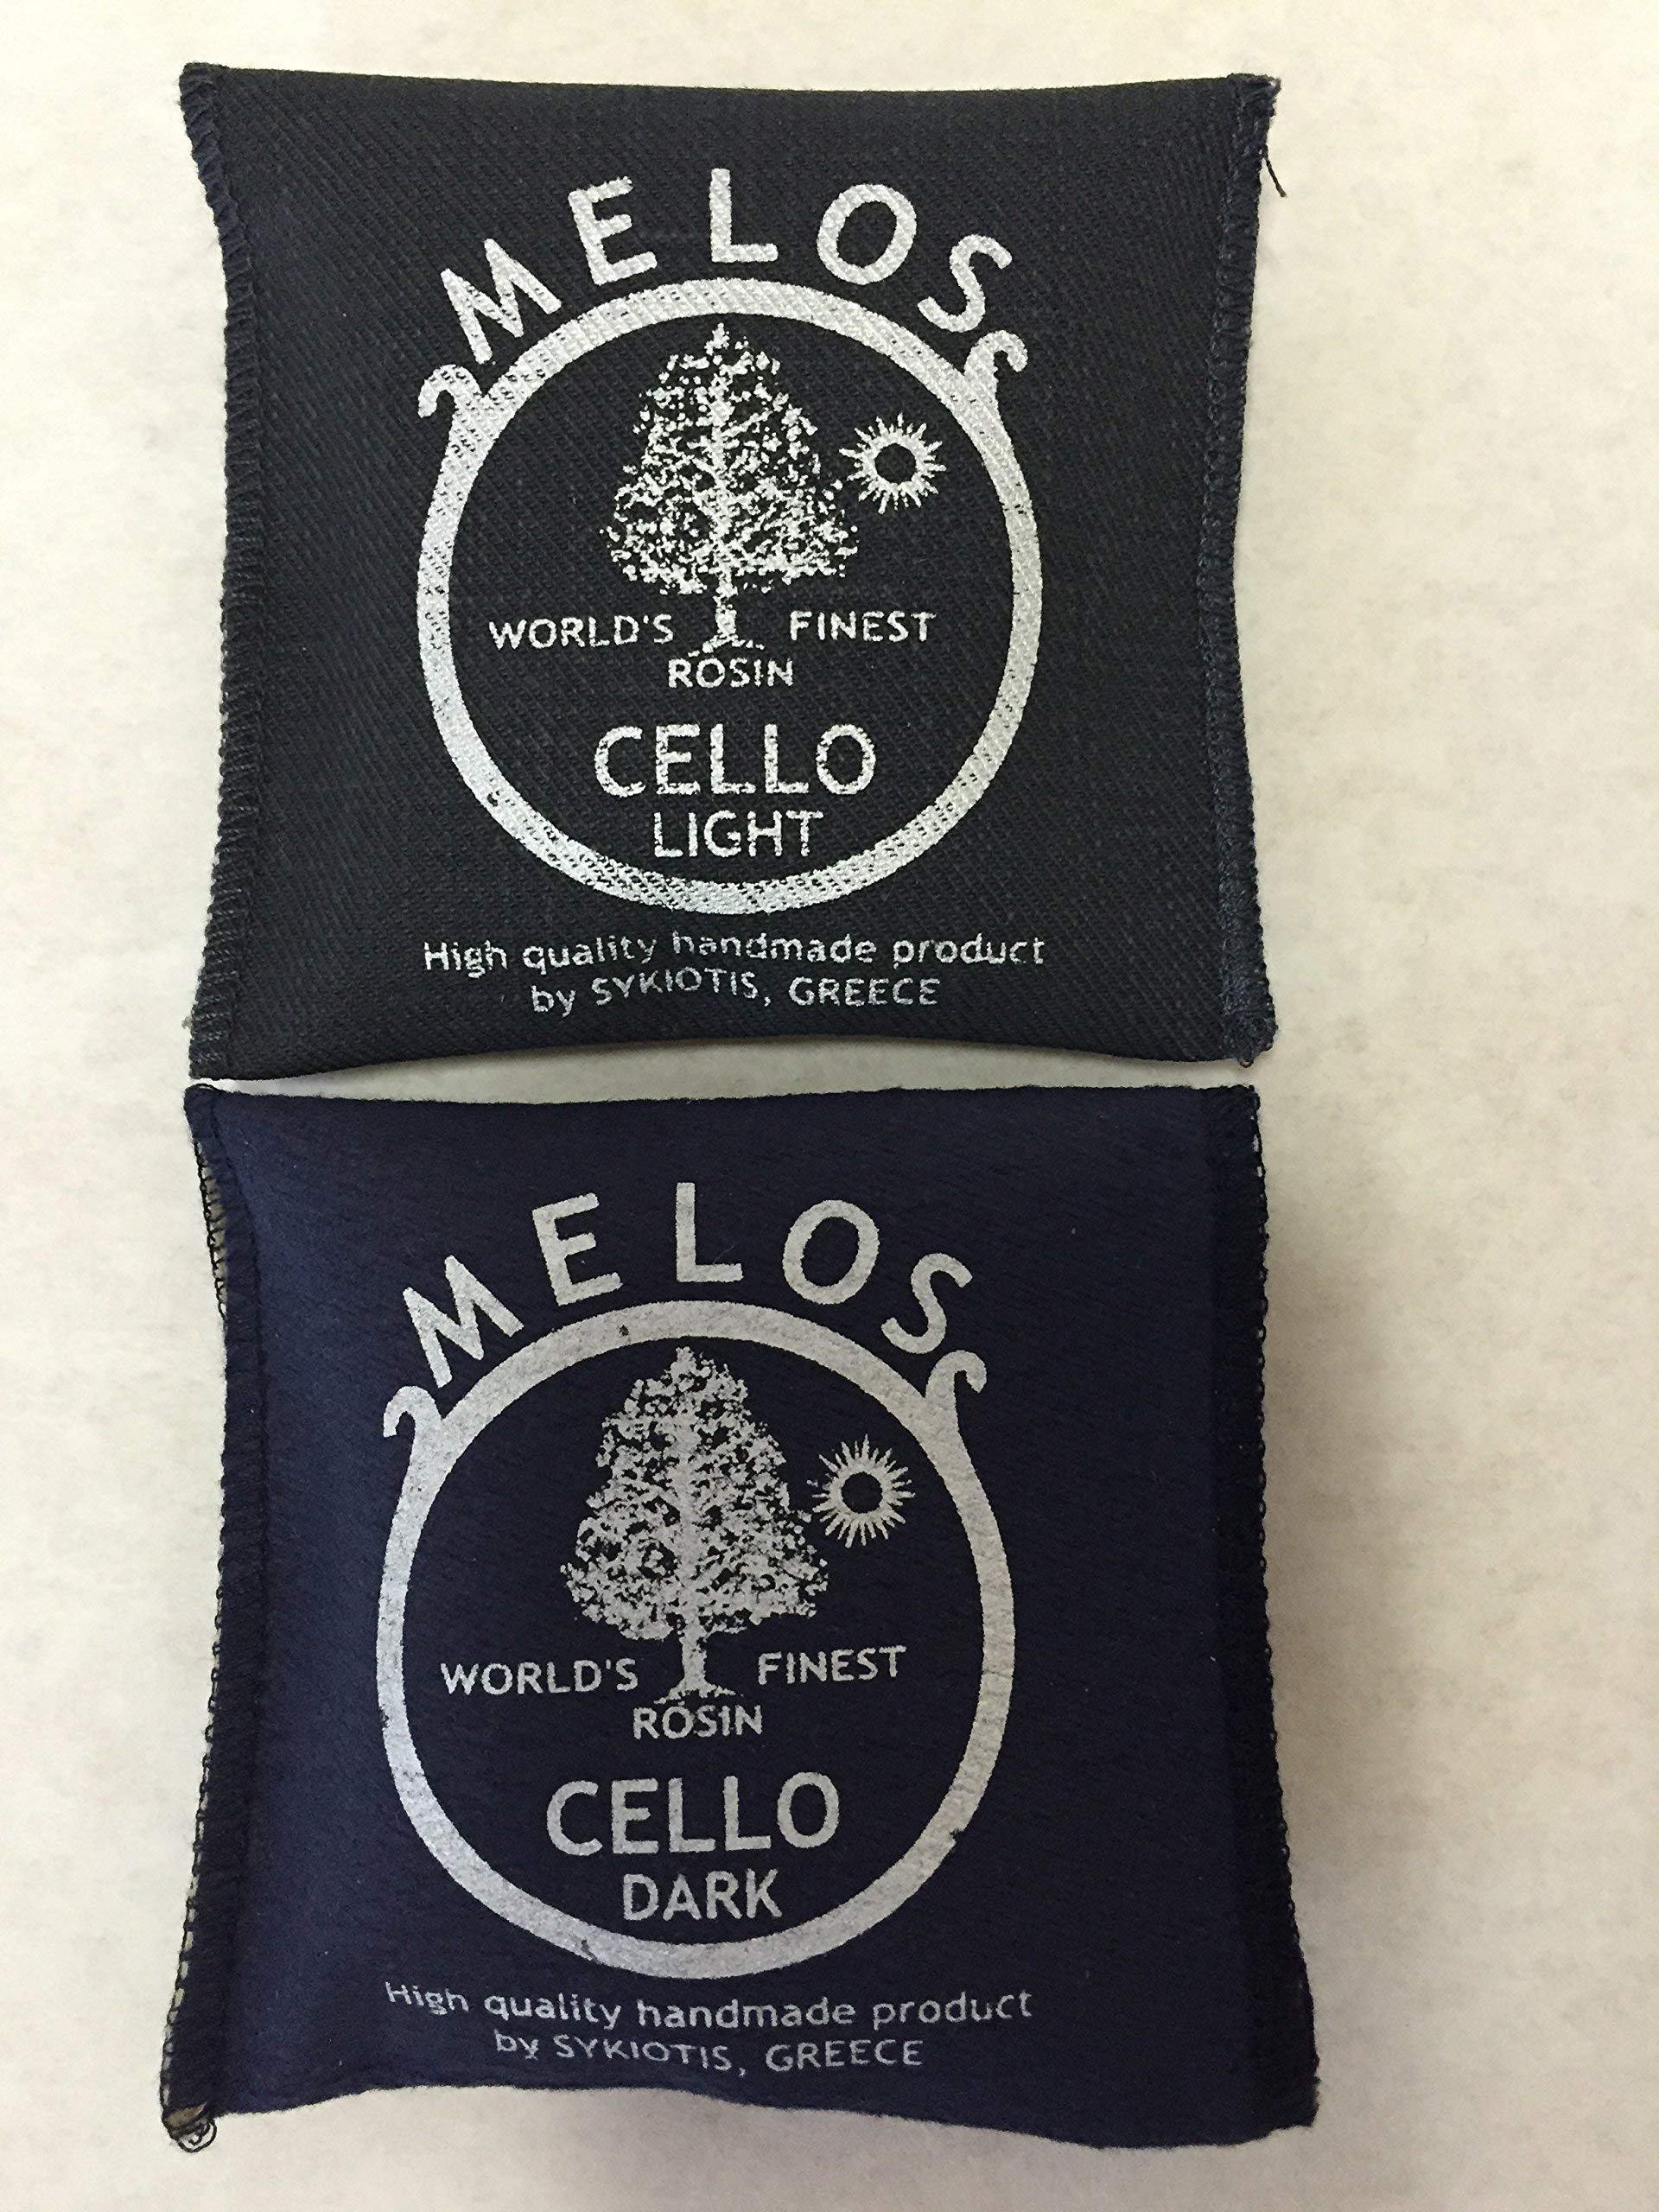 MELOS
WORLD'S FINEST
ROSIN
CELLO
LIGHT
High quality handmade product
by SYKIOTIS, GREECE
MELOS
WORLD'S FINEST
ROSIN
CELLO
DARK
High quality handmade product
by SYKIOTIS, GREECE